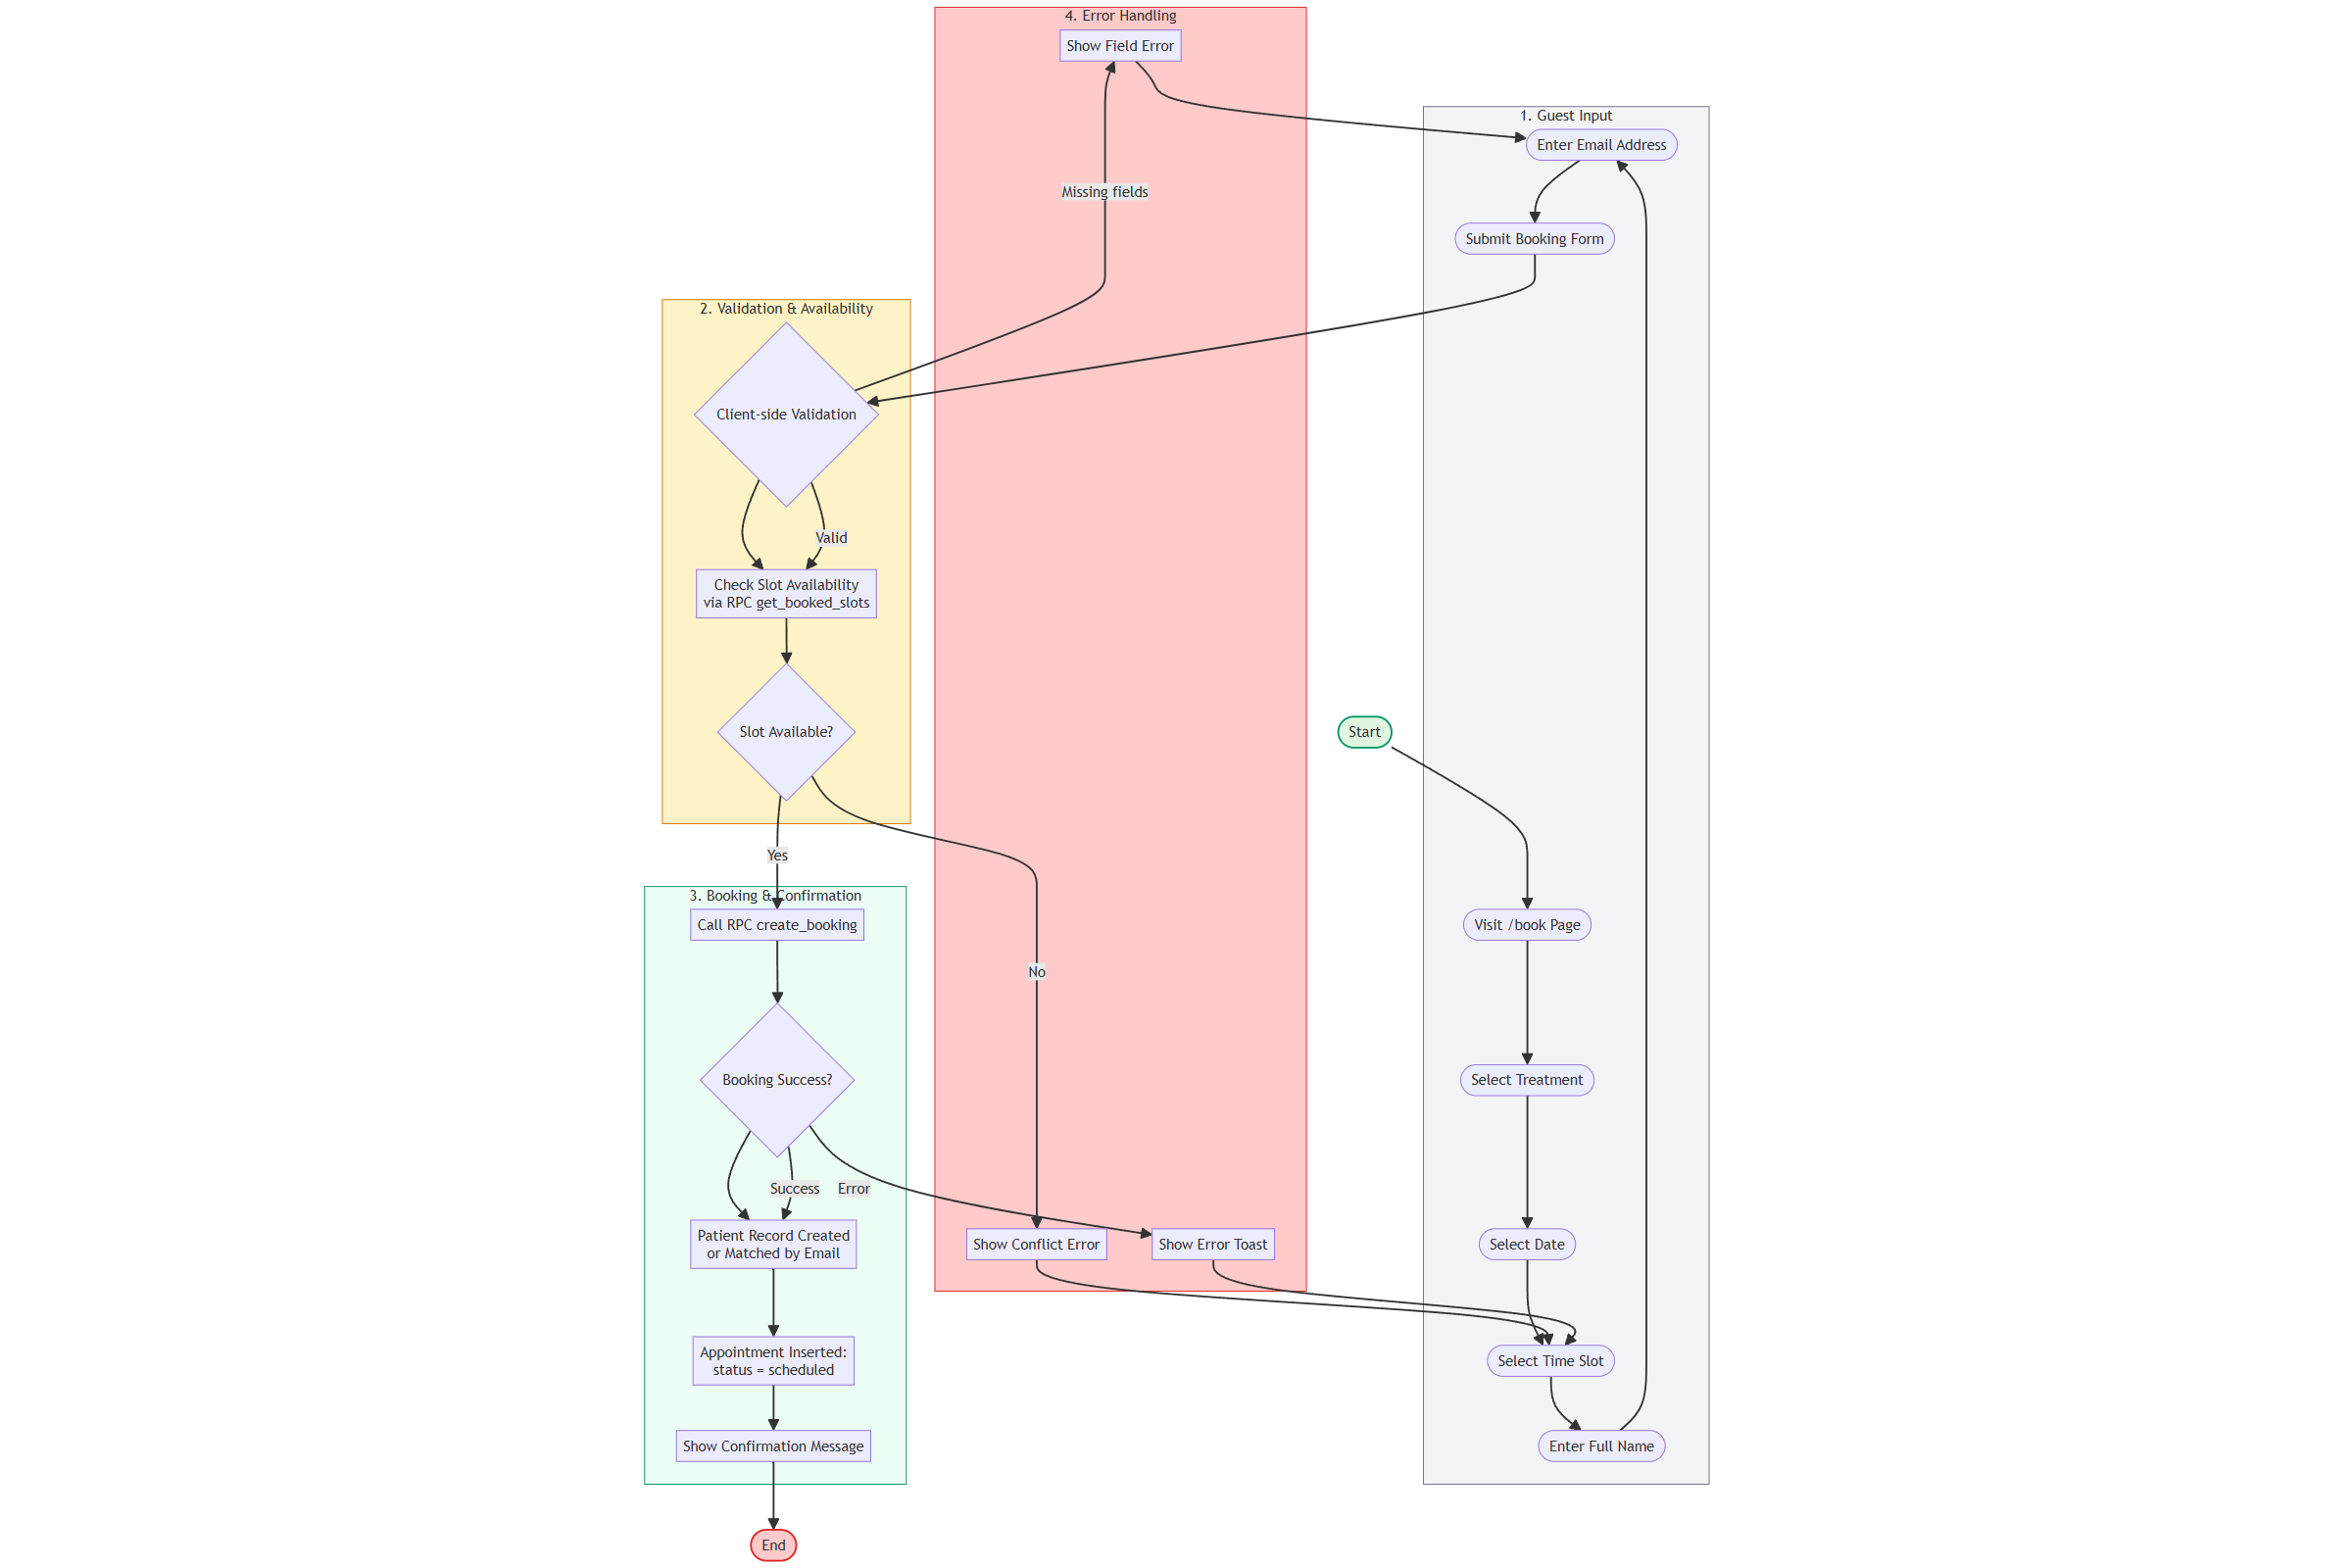 4. Error Handling
Show Field Error
1. Guest Input
Enter Email Address
Missing fields
Submit Booking Form
2. Validation & Availability
Client-side Validation
Valid
Check Slot Availability
via RPC get_booked_slots
Slot Available?
Start
Yes
3. Booking & Confirmation
Call RPC create_booking
Visit /book Page
No
Booking Success?
Select Treatment
Success
Error
Patient Record Created
or Matched by Email
Show Conflict Error
Show Error Toast
Select Date
Appointment Inserted:
status = scheduled
Select Time Slot
Show Confirmation Message
Enter Full Name
End